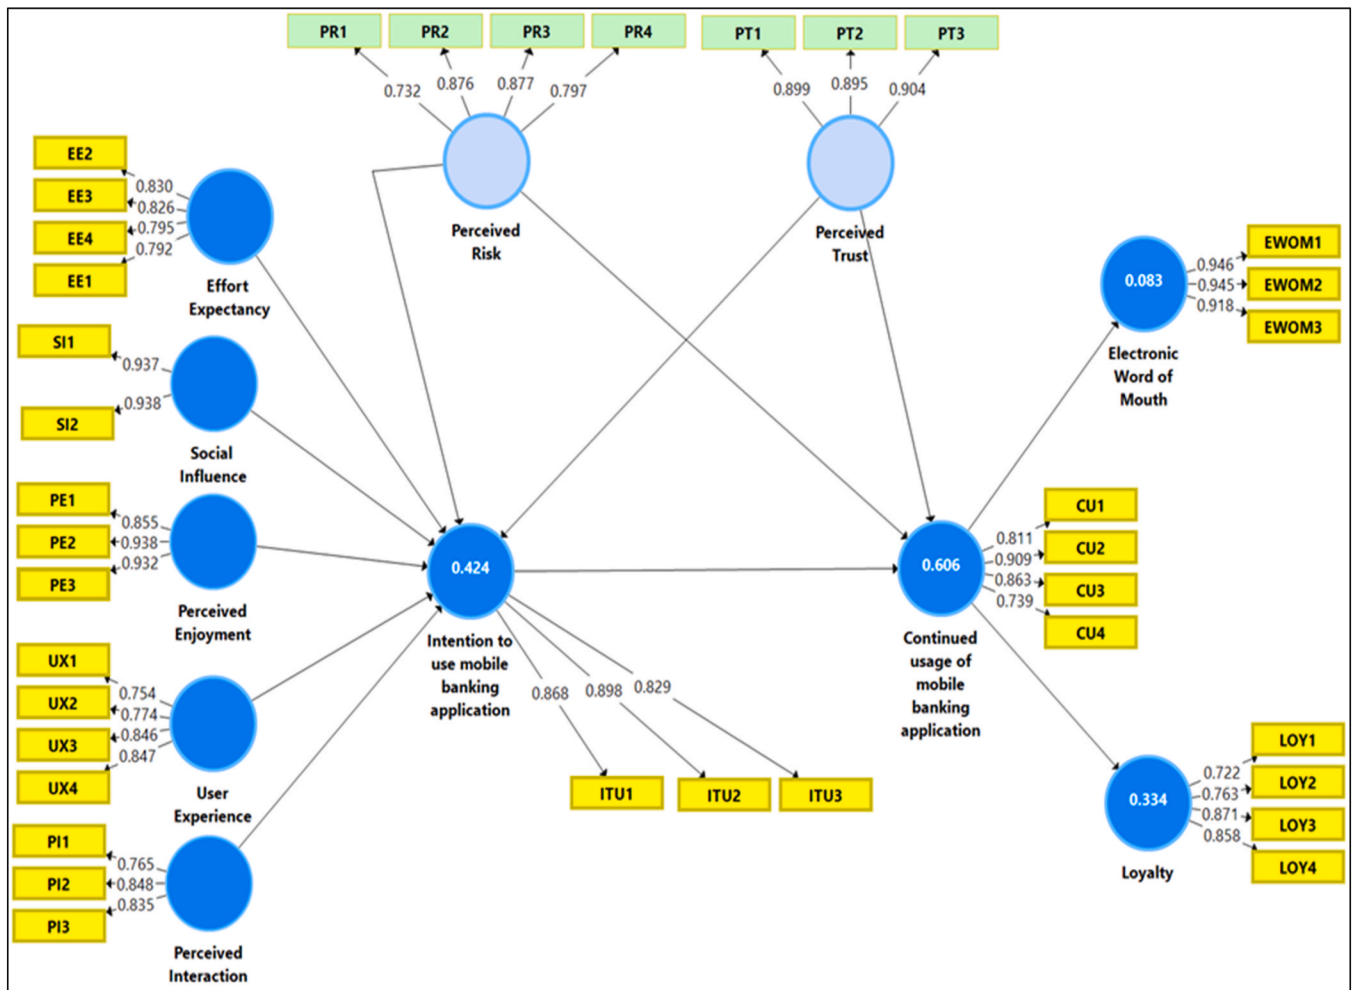 PR1
PR2
PR3
PR4
PT1
PT2
PT3
0.732
0.876
0.877
0.797
0.899
0.895
0.904
Perceived
Risk
Perceived
Trust
EE2
EE3
EE4
EE1
0.830
0.826
0.795
0.792
Effort
Expectancy
SI1
SI2
0.937
0.938
Social
Influence
PE1
PE2
PE3
0.855
0.938
0.932
Perceived
Enjoyment
UX1
UX2
UX3
UX4
0.754
0.774
0.846
0.847
User
Experience
PI1
PI2
PI3
0.765
0.848
0.835
Perceived
Interaction
0.424
Intention to
use mobile
banking
application
0.868
0.898
0.829
ITU1
ITU2
ITU3
0.606
Continued
usage of
mobile
banking
application
0.811
0.909
0.863
0.739
CU1
CU2
CU3
CU4
0.083
Electronic
Word of
Mouth
0.946
0.945
0.918
EWOM1
EWOM2
EWOM3
0.334
Loyalty
0.722
0.763
0.871
0.858
LOY1
LOY2
LOY3
LOY4